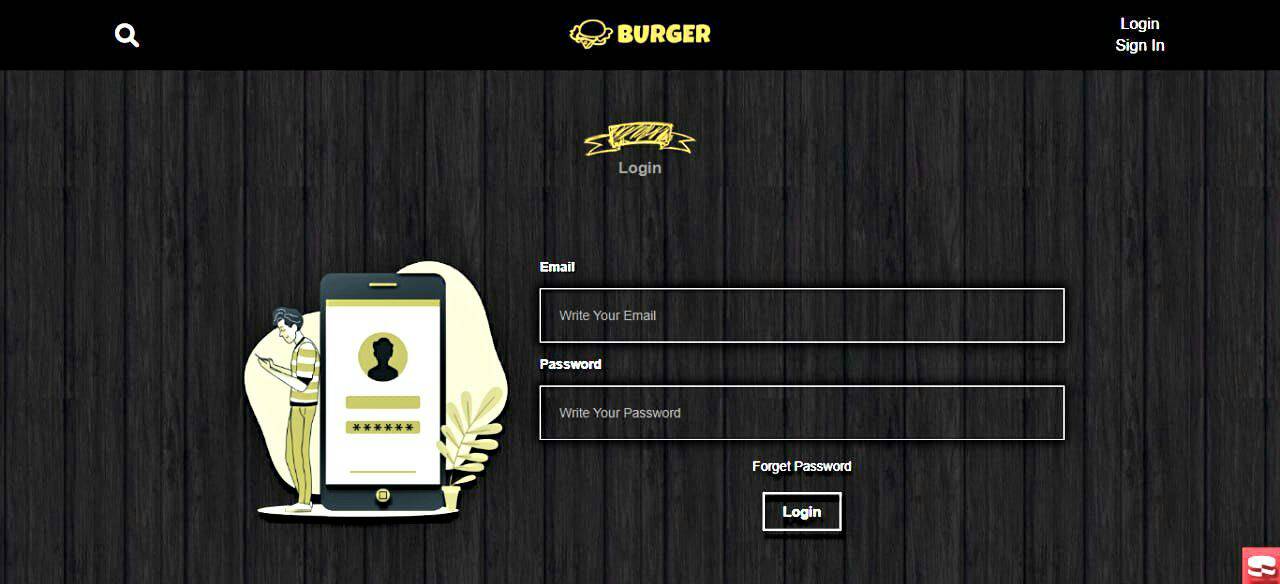 BURGER
Login
Sign In
Login
Email
Write Your Email
Password
Write Your Password
******
Forget Password
Login